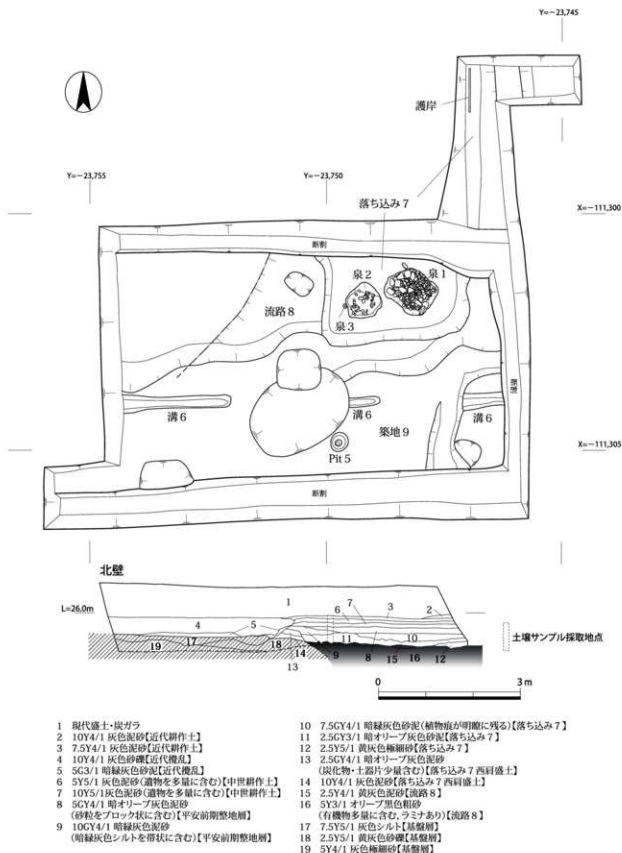 Y=－23,745
護岸
Y=－23,755
Y=－23,750
落ち込み7
X=－111,300
断割
泉2
泉1
流路8
泉3
断割
溝6
溝6
溝6
築地9
Pit 5
X=－111,305
断割
北壁
L=26.0m
1
2
3
7
6
4
5
11
10
19
17
18
14
9
8
15
16
12
13
土壌サンプル採取地点
0
3 m
1 現代盛土・炭ガラ
2 10Y4/1 灰色泥砂【近代耕作土】
3 7.5Y4/1 灰色泥砂【近代耕作土】
4 10Y4/1 灰色砂礫【近代攪乱】
5 5G3/1 暗緑灰色砂泥【近代攪乱】
6 5Y5/1 灰色泥砂(遺物を多量に含む)【中世耕作土】
7 10Y5/1 灰色泥砂(遺物を多量に含む)【中世耕作土】
8 5GY4/1 暗オリーブ灰色泥砂
(砂粒をブロック状に含む)【平安前期整地層】
9 10GY4/1 暗緑灰色泥砂
(暗緑灰色シルトを帯状に含む)【平安前期整地層】
10 7.5GY4/1 暗緑灰色砂泥(植物痕が明瞭に残る)【落ち込み7】
11 2.5GY3/1 暗オリーブ灰色砂泥【落ち込み7】
12 2.5Y5/1 黄灰色極細砂【落ち込み7】
13 2.5GY4/1 暗オリーブ灰色泥砂
(炭化物・土器片少量含む)【落ち込み7西肩盛土】
14 10Y4/1 灰色泥砂【落ち込み7西肩盛土】
15 2.5Y4/1 黄灰色泥砂【流路8】
16 5Y3/1 オリーブ黒色粗砂
(有機物多量に含む、ラミナあり)【流路8】
17 7.5Y5/1 灰色シルト【基盤層】
18 2.5Y5/1 黄灰色砂礫【基盤層】
19 5Y4/1 灰色極細砂【基盤層】